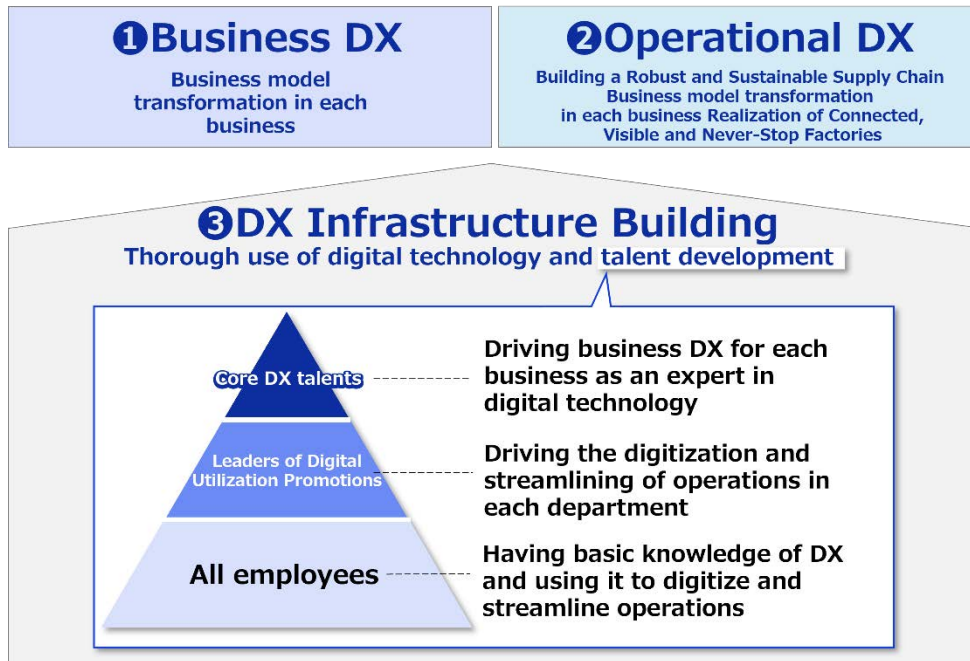 ❶Business DX
Business model
transformation in each
business
❷Operational DX
Building a Robust and Sustainable Supply Chain
Business model transformation
in each business Realization of Connected,
Visible and Never-Stop Factories
❸DX Infrastructure Building
Thorough use of digital technology and talent development
Core DX talents
Driving business DX for each
business as an expert in
digital technology
Leaders of Digital
Utilization Promotions
Driving the digitization and
streamlining of operations in
each department
All employees
Having basic knowledge of DX
and using it to digitize and
streamline operations